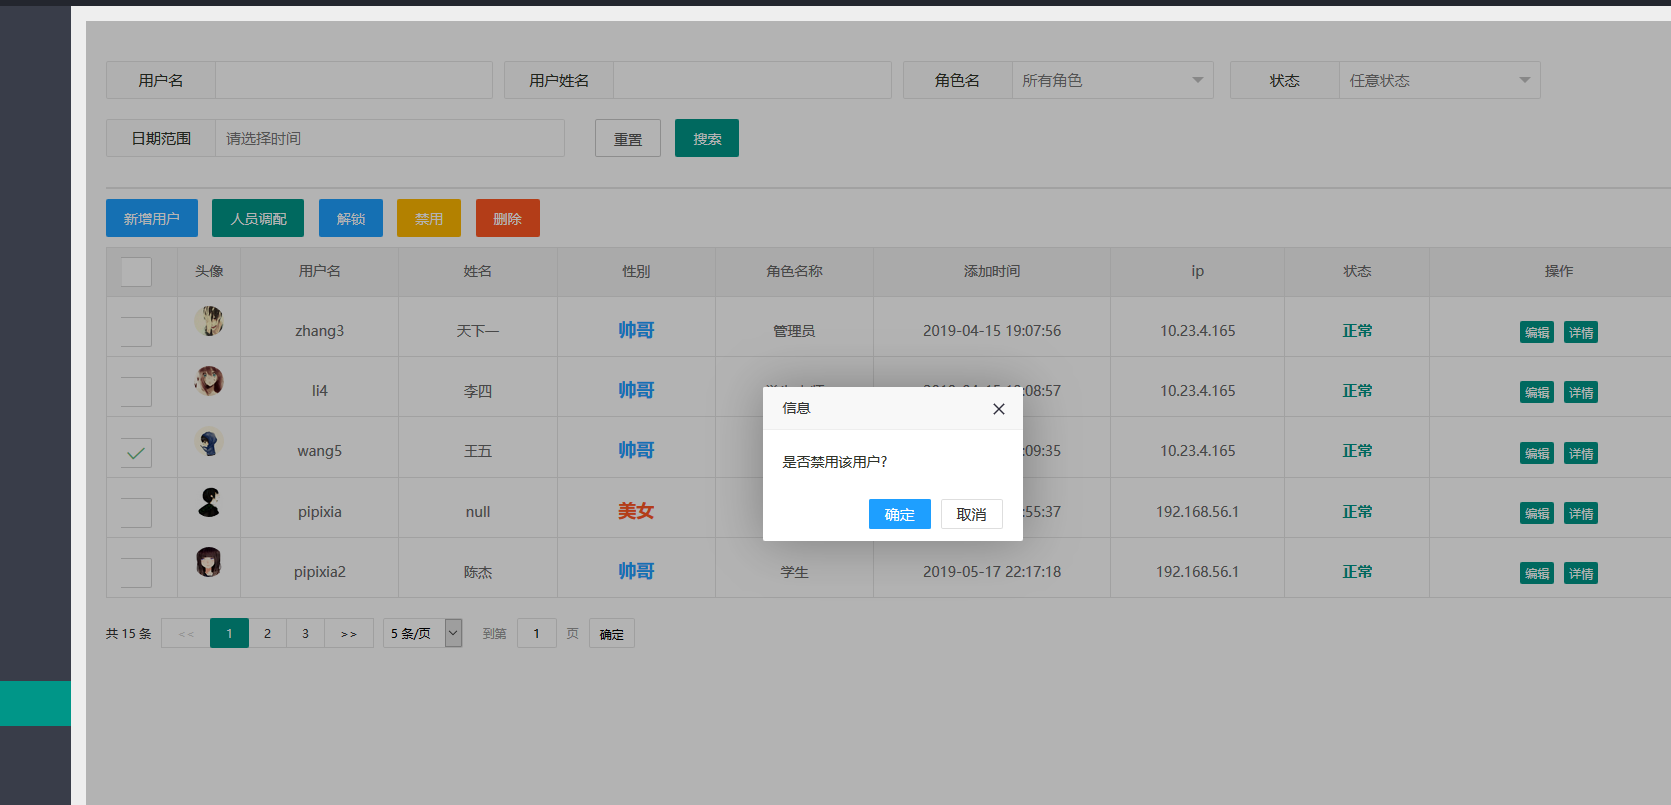 用户名 用户姓名 角色名 所有角色 状态 任意状态
日期范围 请选择时间 重置 搜索
新增用户 人员调配 解锁 禁用 删除
头像 用户名 姓名 性别 角色名称 添加时间 ip 状态 操作
zhang3 天下一 帅哥 管理员 2019-04-15 19:07:56 10.23.4.165 正常 编辑 详情
li4 李四 帅哥 :08:57 10.23.4.165 正常 编辑 详情
信息
wang5 王五 帅哥 :09:35 10.23.4.165 正常 编辑 详情
是否禁用该用户?
pipixia null 美女 :55:37 192.168.56.1 正常 编辑 详情
确定 取消
pipixia2 陈杰 帅哥 学生 2019-05-17 22:17:18 192.168.56.1 正常 编辑 详情
共 15 条 << 1 2 3 >> 5 条/页 到第 1 页 确定